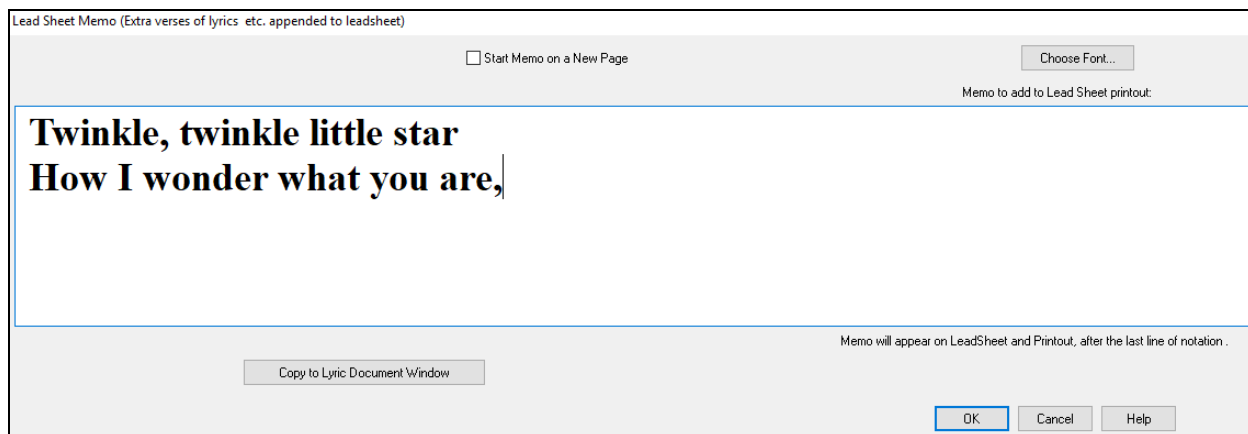 Lead Sheet Memo (Extra verses of lyrics etc. appended to leadsheet)
Start Memo on a New Page
Choose Font...
Memo to add to Lead Sheet printout:
Twinkle, twinkle little star
How I wonder what you are,
Memo will appear on LeadSheet and Printout, after the last line of notation .
Copy to Lyric Document Window
OK
Cancel
Help